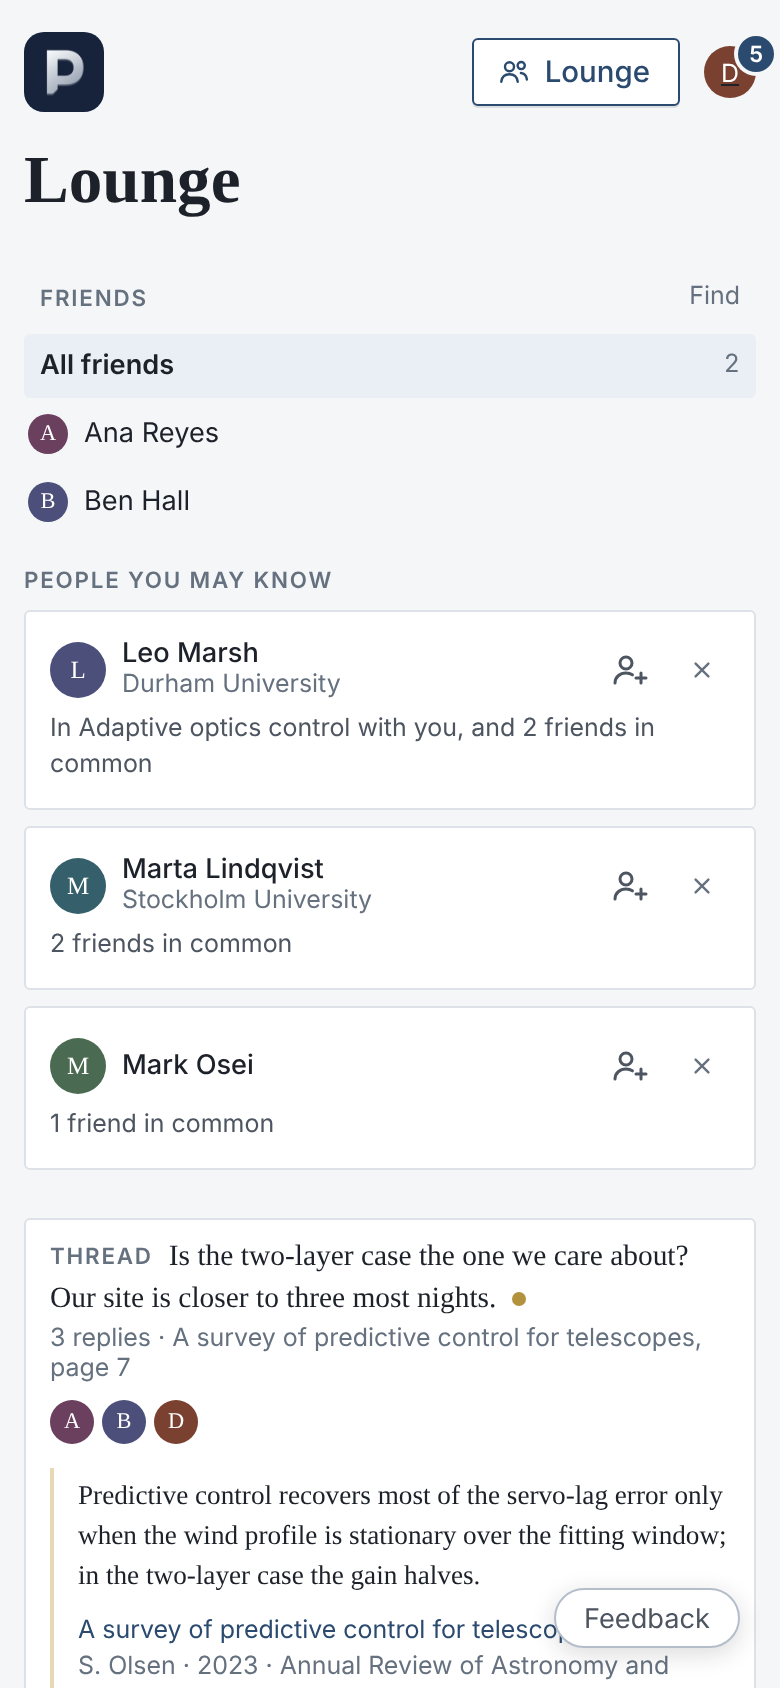 P
Lounge
D
5
Lounge
FRIENDS
Find
All friends
2
A
Ana Reyes
B
Ben Hall
PEOPLE YOU MAY KNOW
L
Leo Marsh
Durham University
In Adaptive optics control with you, and 2 friends in
common
M
Marta Lindqvist
Stockholm University
2 friends in common
M
Mark Osei
1 friend in common
THREAD Is the two-layer case the one we care about?
Our site is closer to three most nights.
3 replies · A survey of predictive control for telescopes,
page 7
A B D
Predictive control recovers most of the servo-lag error only
when the wind profile is stationary over the fitting window;
in the two-layer case the gain halves.
A survey of predictive control for
Feedback
S. Olsen · 2023 · Annual Review of Astronomy and